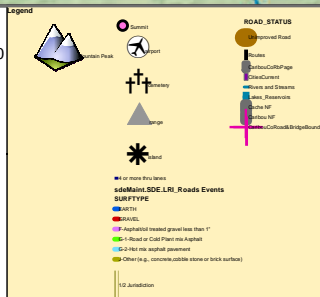 Legend
Summit
Airport
Mountain Peak
Cemetery
Range
Island
4 or more thru lanes
sdeMaint.SDE.LRI_Roads Events
SURFTYPE
EARTH
GRAVEL
F-Asphalt/oil treated gravel less than 1"
G-1-Road or Cold Plant mix Asphalt
G-2-Hot mix asphalt pavement
J-Other (e.g., concrete,cobble stone or brick surface)
1/2 Jurisdiction
ROAD_STATUS
Unimproved Road
Routes
CaribouCoRbPage
CitiesCurrent
Rivers and Streams
Lakes_Reservoirs
Cache NF
Caribou NF
CaribouCoRoad&BridgeBound